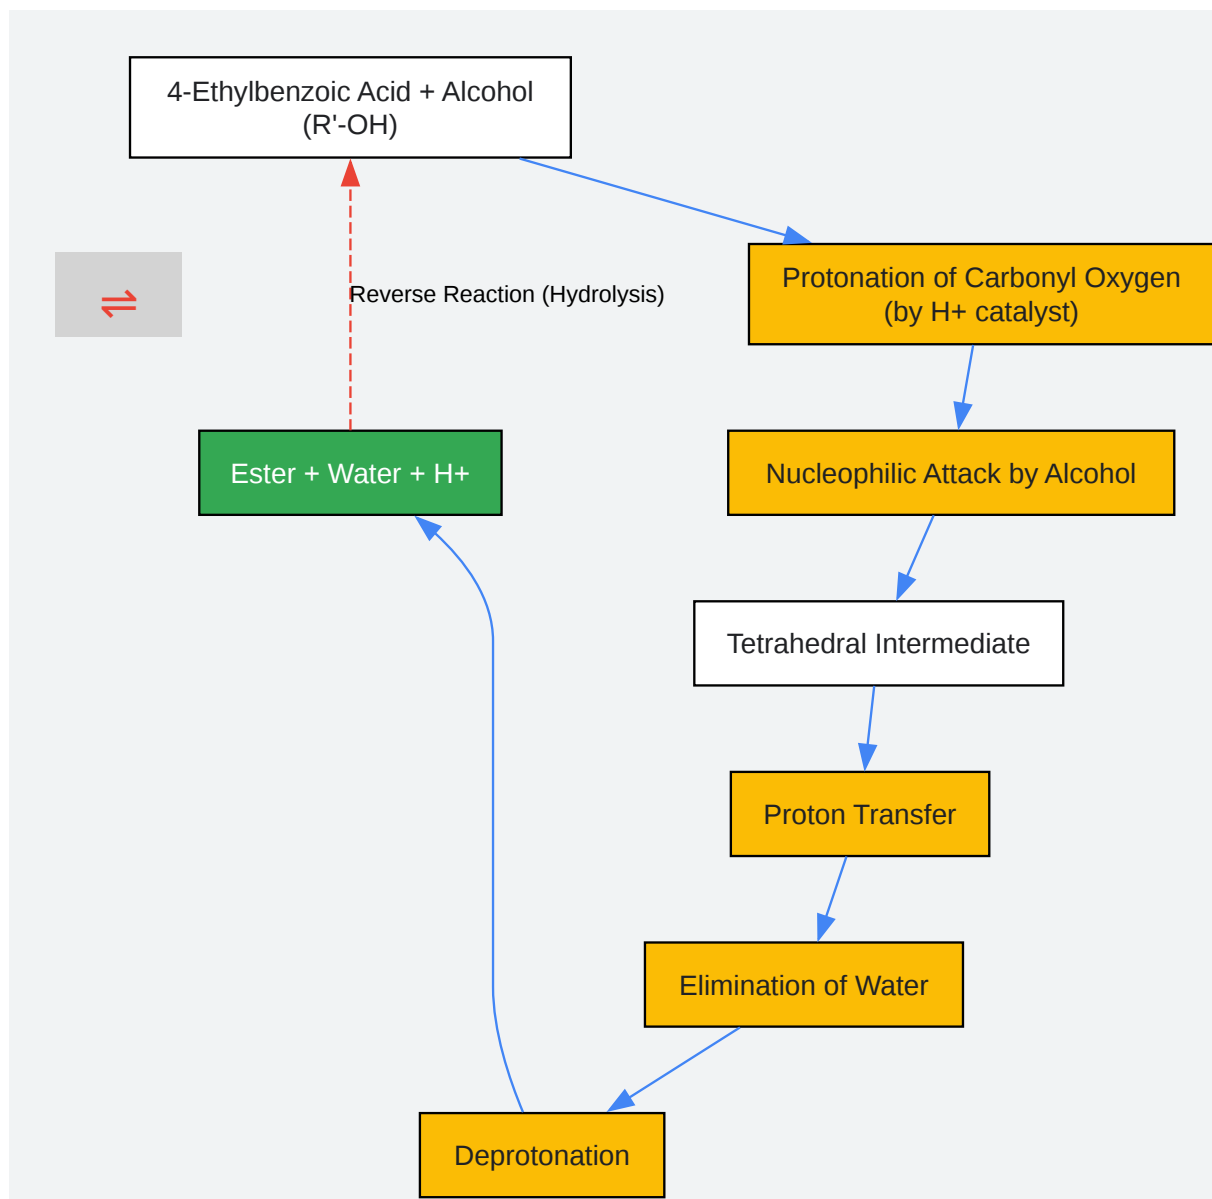 4-Ethylbenzoic Acid + Alcohol
(R'-OH)
Protonation of Carbonyl Oxygen
(by H+ catalyst)
⇌
Reverse Reaction (Hydrolysis)
Ester + Water + H+
Nucleophilic Attack by Alcohol
Tetrahedral Intermediate
Proton Transfer
Elimination of Water
Deprotonation